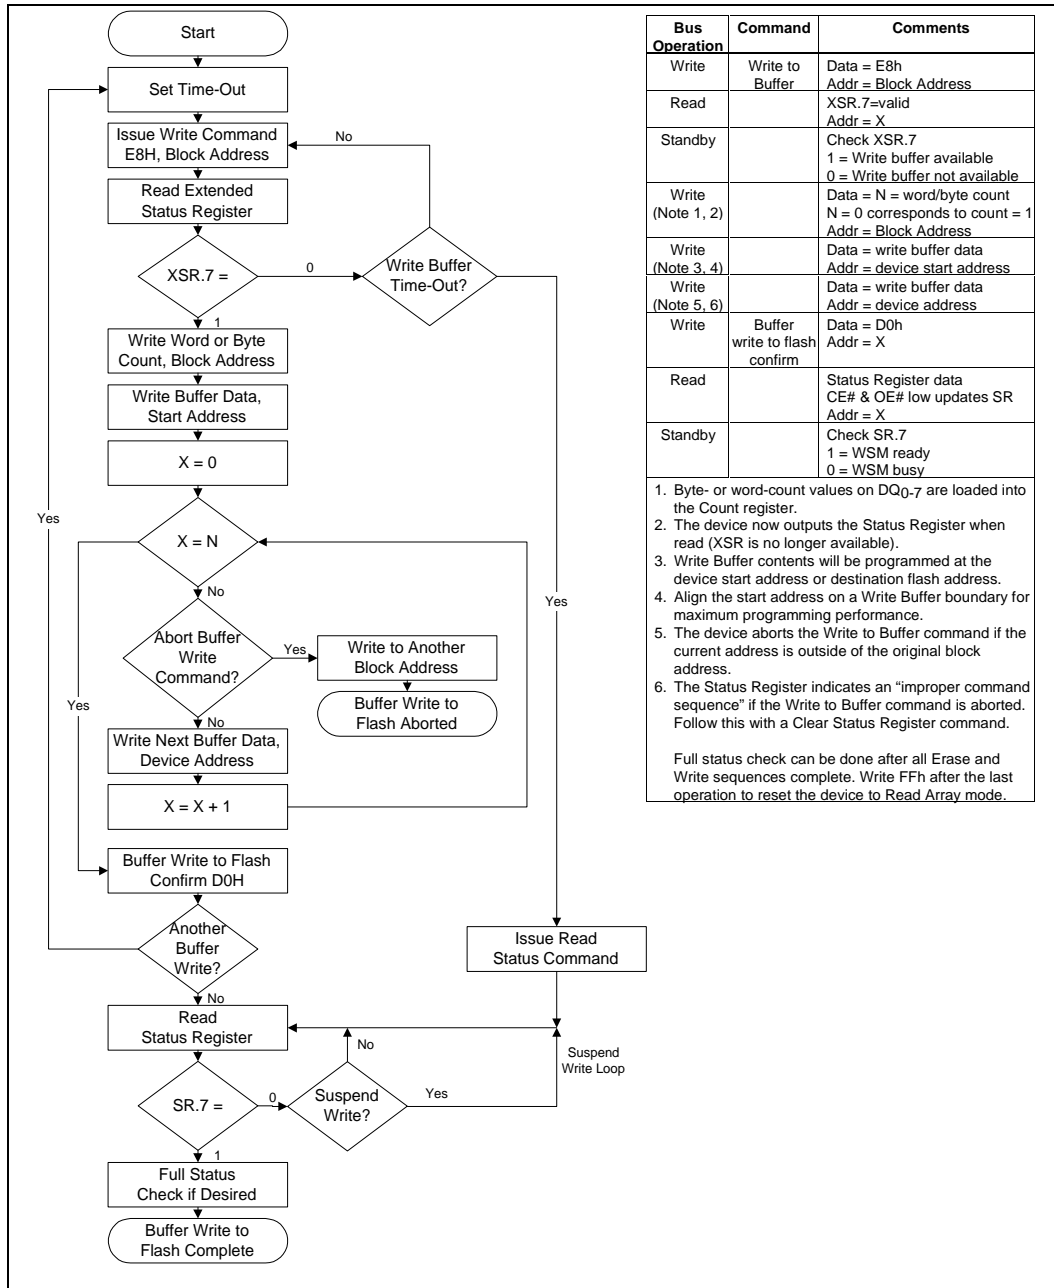 Start
Set Time-Out
Issue Write Command
E8H, Block Address
No
Read Extended
Status Register
XSR.7 =
0
Write Buffer
Time-Out?
1
Write Word or Byte
Count, Block Address
Write Buffer Data,
Start Address
X = 0
Yes
X = N
No
Yes
Abort Buffer
Write
Command?
Yes
Write to Another
Block Address
Buffer Write to
Flash Aborted
Yes
No
Write Next Buffer Data,
Device Address
X = X + 1
Buffer Write to Flash
Confirm D0H
Another
Buffer
Write?
Issue Read
Status Command
No
Read
Status Register
No
Suspend
Write Loop
SR.7 =
0
Suspend
Write?
Yes
1
Full Status
Check if Desired
Buffer Write to
Flash Complete
Bus Operation Command Comments
Write Write to Buffer Data = E8h
Addr = Block Address
Read XSR.7=valid
Addr = X
Standby Check XSR.7
1 = Write buffer available
0 = Write buffer not available
Write Data = N = word/byte count
(Note 1, 2) N = 0 corresponds to count = 1
Addr = Block Address
Write Data = write buffer data
(Note 3, 4) Addr = device start address
Write Data = write buffer data
(Note 5, 6) Addr = device address
Write Buffer Data = D0h
write to flash Addr = X
confirm
Read Status Register data
CE# & OE# low updates SR
Addr = X
Standby Check SR.7
1 = WSM ready
0 = WSM busy
1. Byte- or word-count values on DQ0-7 are loaded into
the Count register.
2. The device now outputs the Status Register when
read (XSR is no longer available).
3. Write Buffer contents will be programmed at the
device start address or destination flash address.
4. Align the start address on a Write Buffer boundary for
maximum programming performance.
5. The device aborts the Write to Buffer command if the
current address is outside of the original block
address.
6. The Status Register indicates an “improper command
sequence” if the Write to Buffer command is aborted.
Follow this with a Clear Status Register command.
Full status check can be done after all Erase and
Write sequences complete. Write FFh after the last
operation to reset the device to Read Array mode.